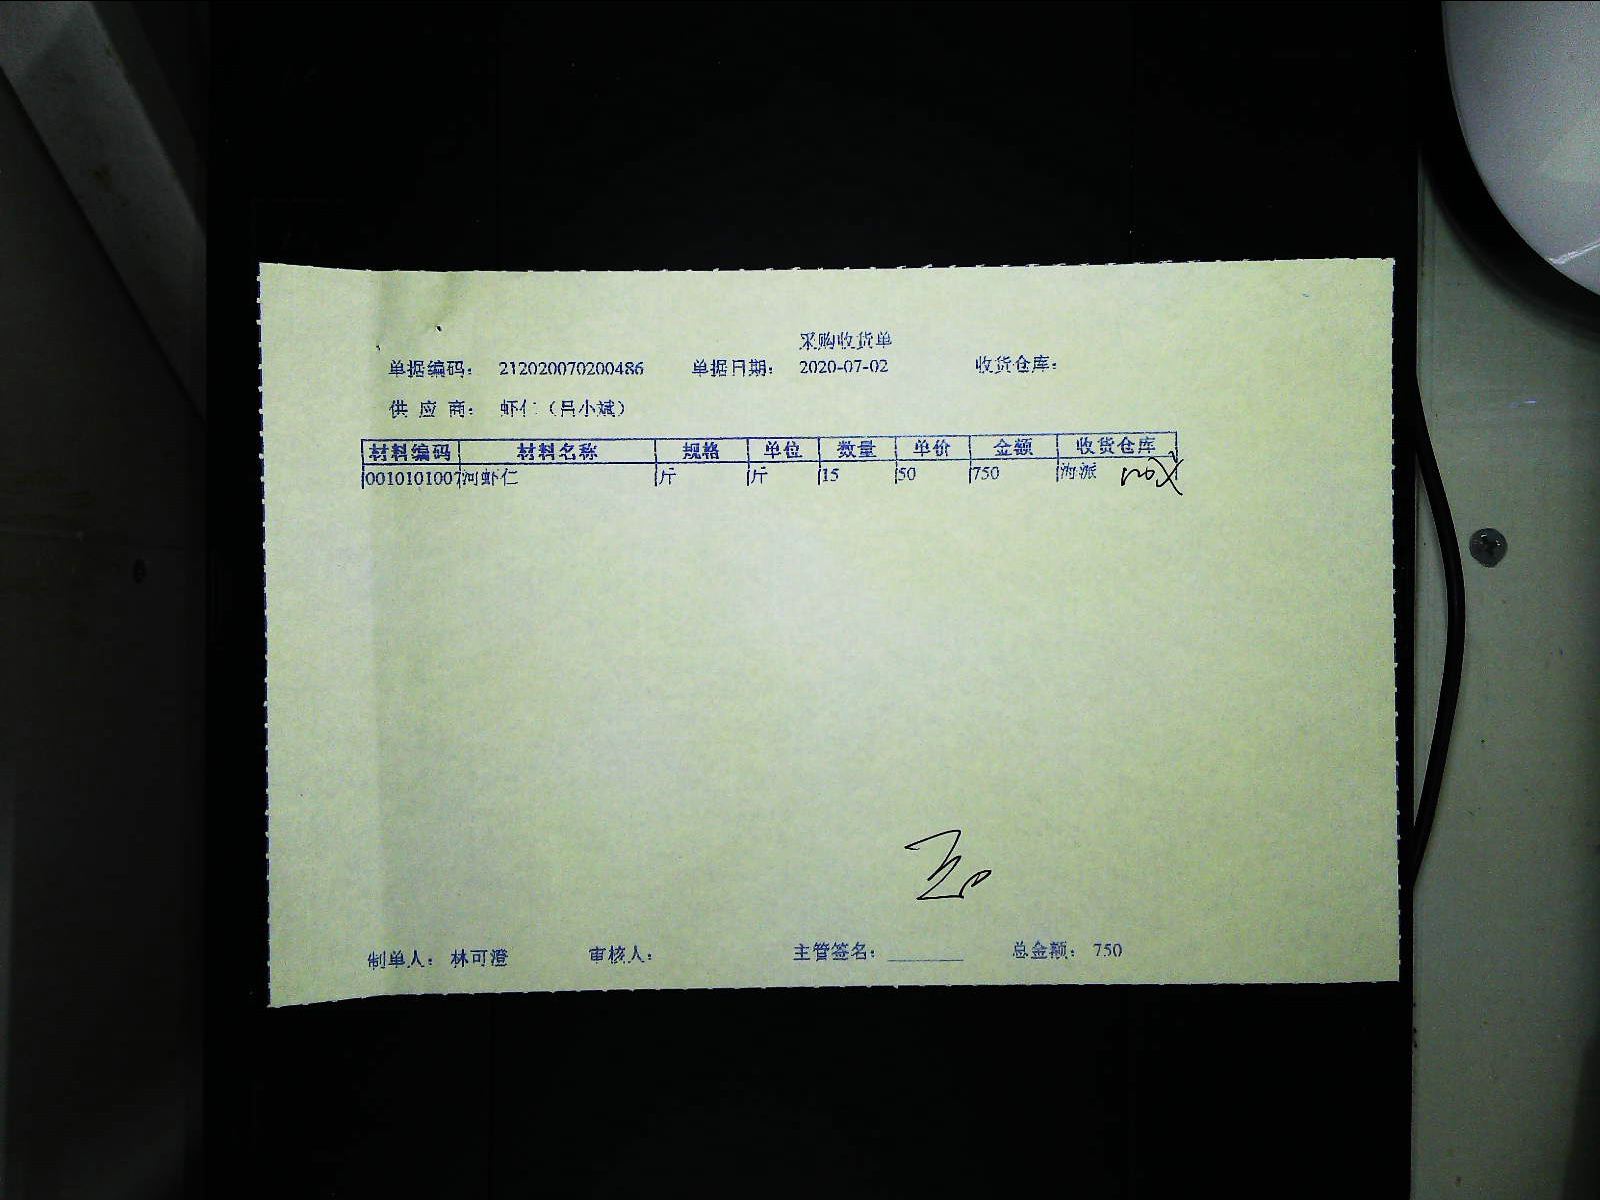 采购收货单
单据编码： 212020070200486 单据日期： 2020-07-02 收货仓库：
供应商： 虾仁（吕小斌）
材料编码 材料名称 规格 单位 数量 单价 金额 收货仓库
0010101007 河虾仁 斤 斤 15 50 750 海派
制单人： 林可澄 审核人： 主管签名： 总金额： 750